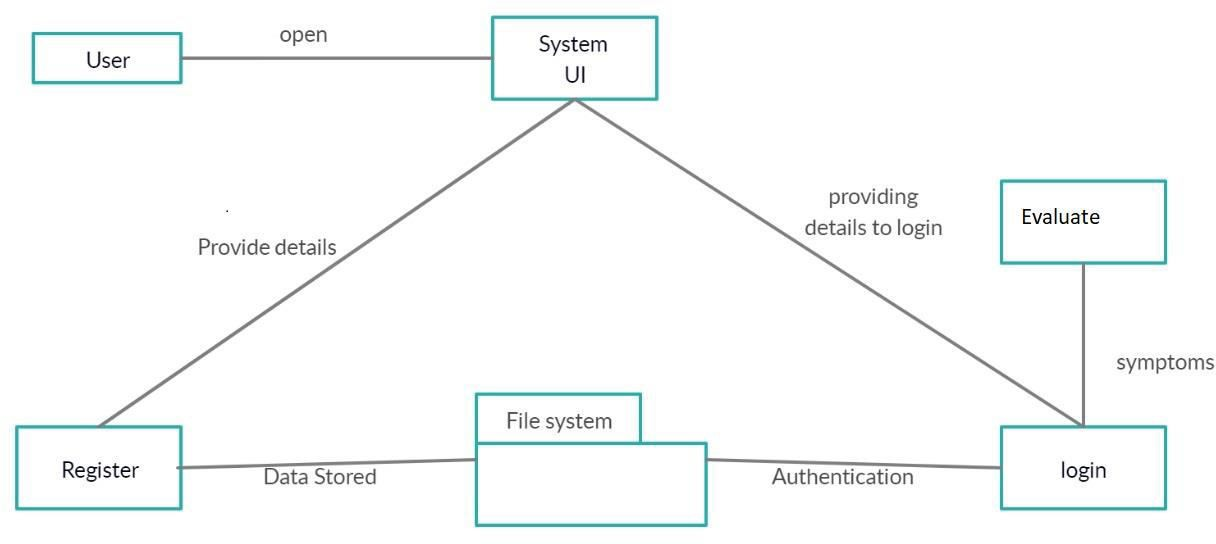 open
User
System
UI
providing
details to login
Evaluate
Provide details
symptoms
File system
Register
Data Stored
Authentication
login